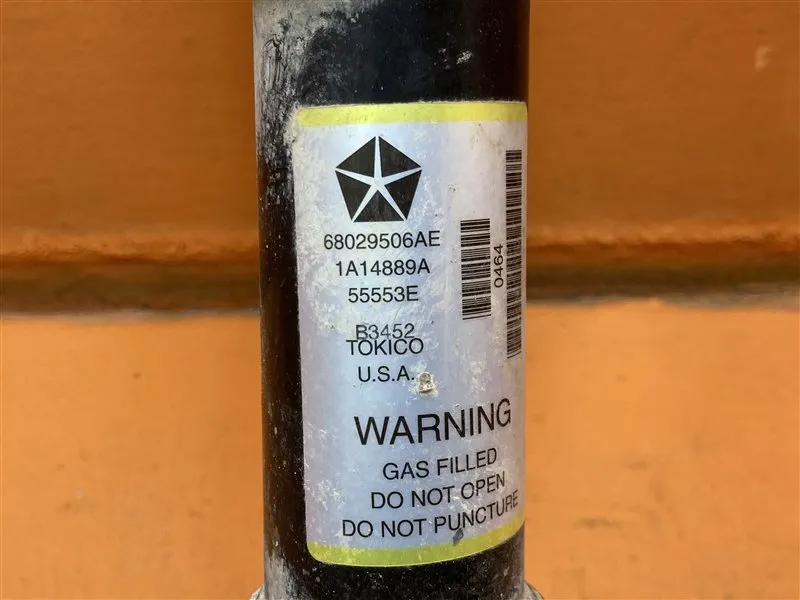 68029506AE
1A14889A
55553E
B3452
TOKICO
U.S.A.
0464
WARNING
GAS FILLED
DO NOT OPEN
DO NOT PUNCTURE